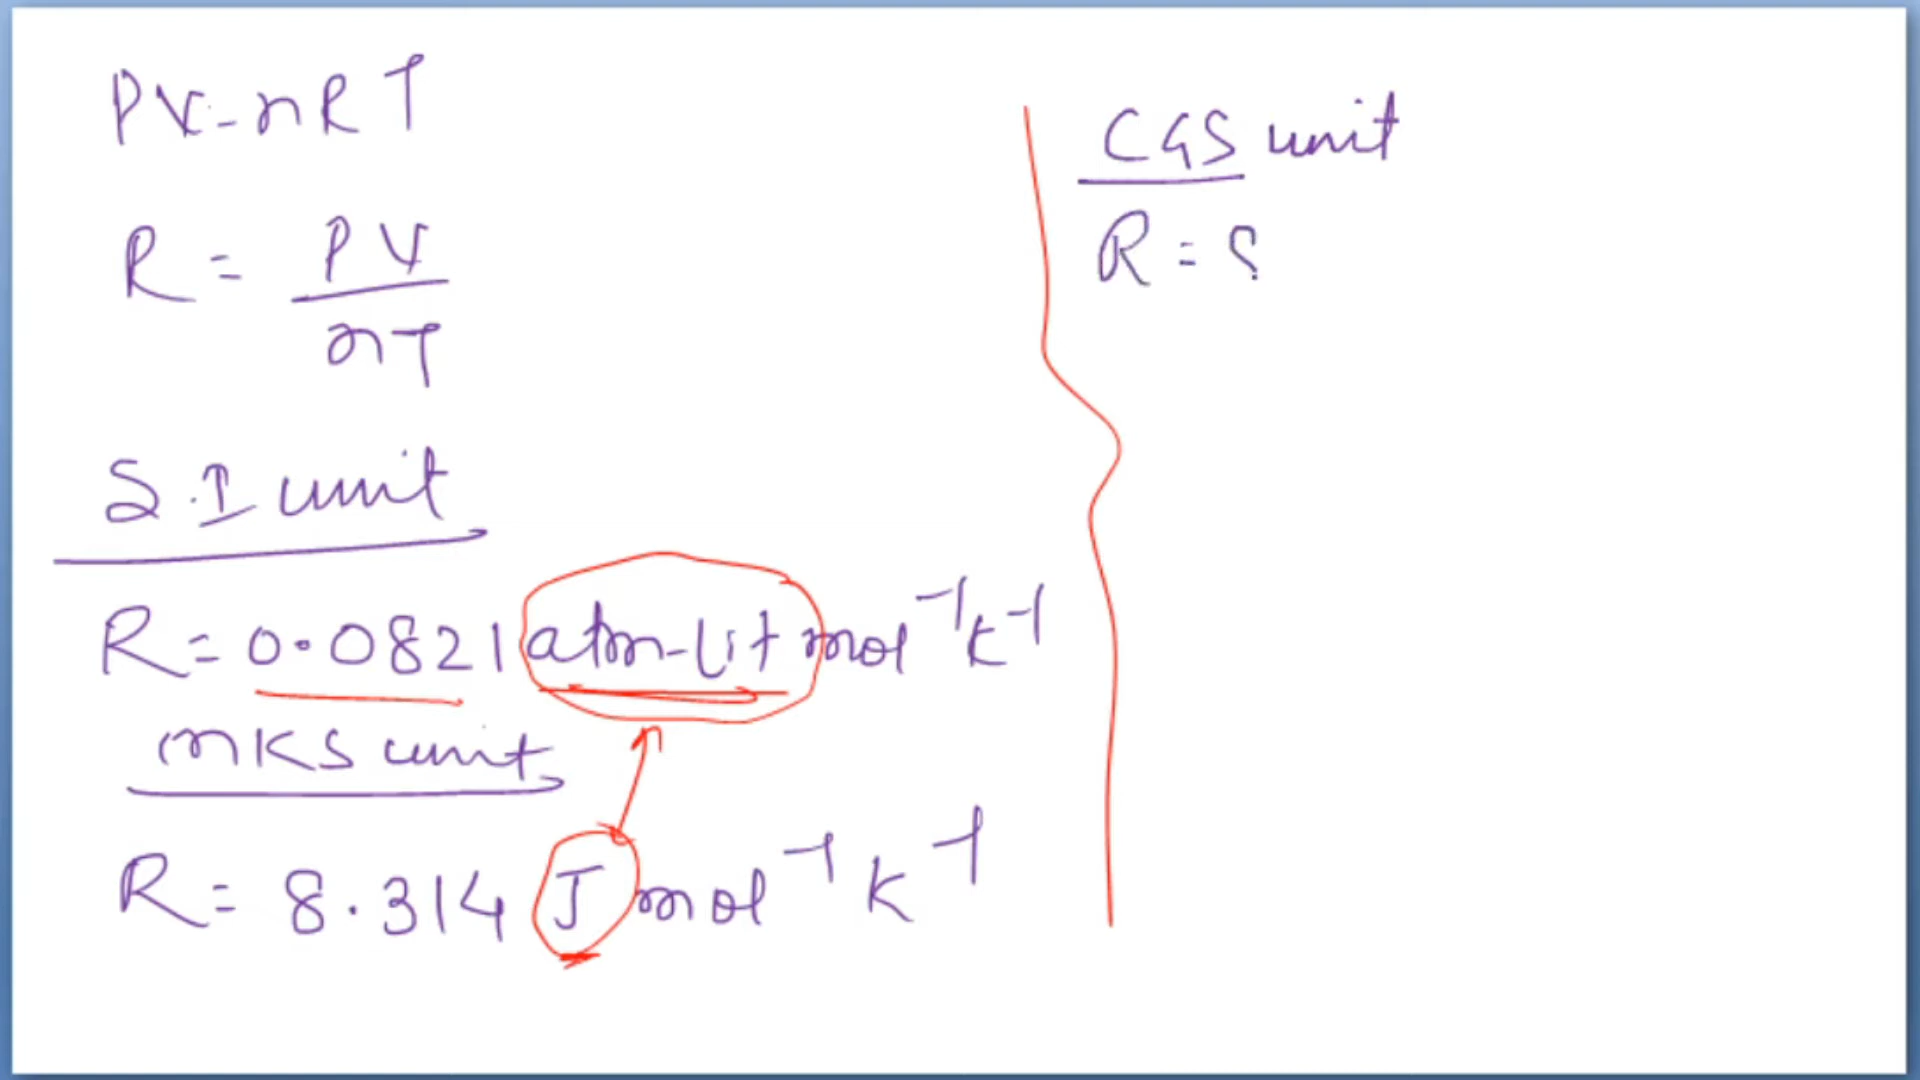 PV=nRT
R = PV
nT
S.I unit
R = 0.0821 atm-lit mol⁻¹k⁻¹
mKS unit
R = 8.314 J mol⁻¹ k⁻¹
CGS unit
R = ?